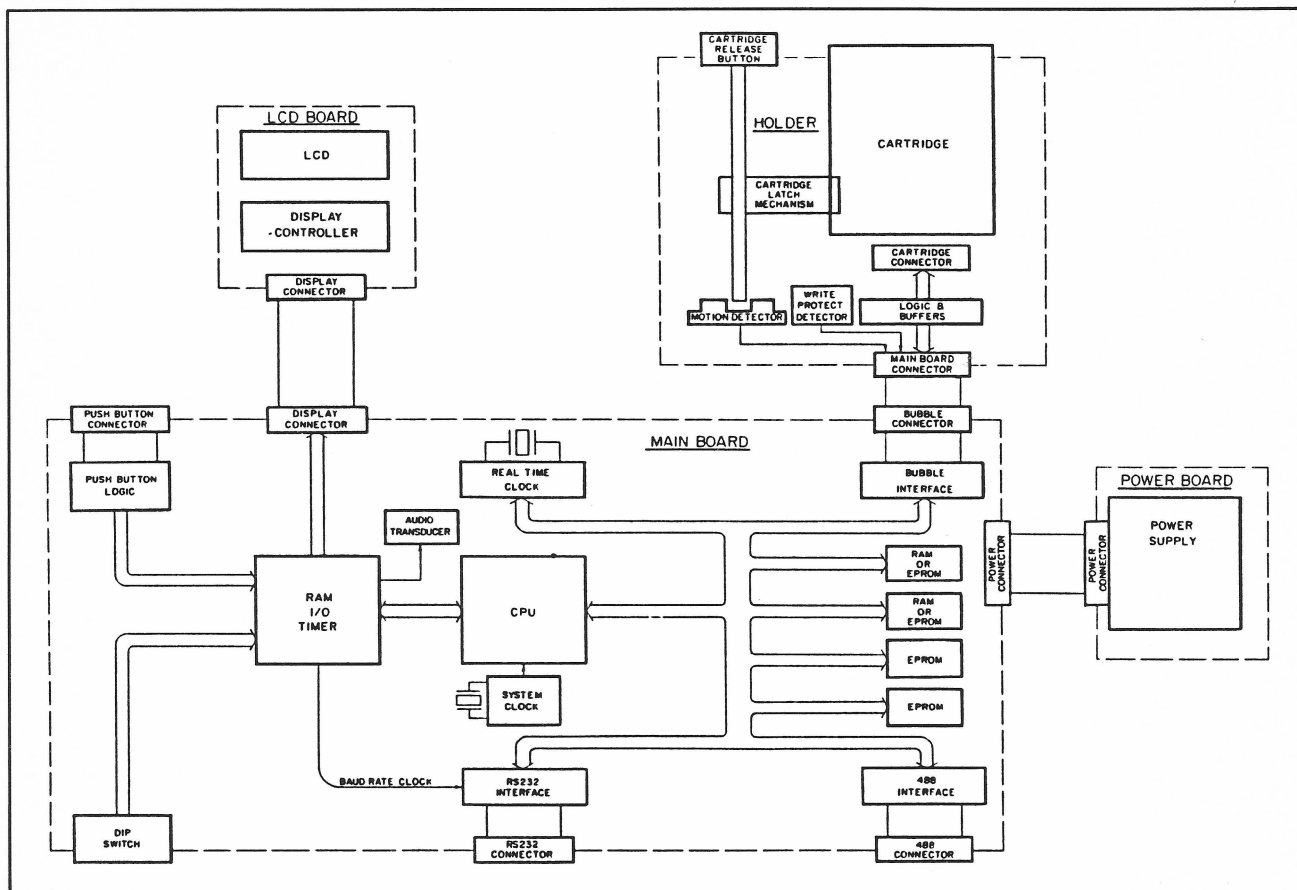 CARTRIDGE
RELEASE
BUTTON
HOLDER
CARTRIDGE
CARTRIDGE
LATCH
MECHANISM
CARTRIDGE
CONNECTOR
WRITE
PROTECT
DETECTOR
MOTION DETECTOR
LOGIC &
BUFFERS
MAIN BOARD
CONNECTOR
LCD BOARD
LCD
DISPLAY
-CONTROLLER
DISPLAY
CONNECTOR
PUSH BUTTON
CONNECTOR
DISPLAY
CONNECTOR
BUBBLE
CONNECTOR
MAIN BOARD
PUSH BUTTON
LOGIC
REAL TIME
CLOCK
BUBBLE
INTERFACE
AUDIO
TRANSDUCER
RAM
I/O
TIMER
CPU
SYSTEM
CLOCK
RAM
OR
EPROM
RAM
OR
EPROM
EPROM
EPROM
POWER
CONNECTOR
POWER BOARD
POWER
CONNECTOR
POWER
SUPPLY
BAUD RATE CLOCK
RS232
INTERFACE
488
INTERFACE
DIP
SWITCH
RS232
CONNECTOR
488
CONNECTOR